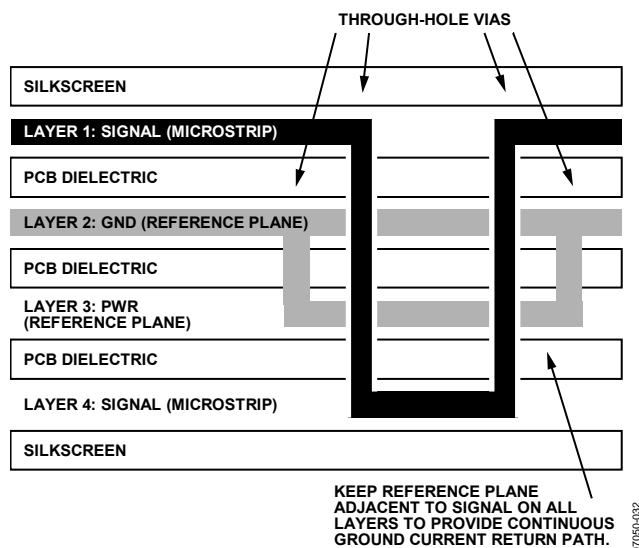 THROUGH-HOLE VIAS
SILKSCREEN
LAYER 1: SIGNAL (MICROSTRIP)
PCB DIELECTRIC
LAYER 2: GND (REFERENCE PLANE)
PCB DIELECTRIC
LAYER 3: PWR
(REFERENCE PLANE)
PCB DIELECTRIC
LAYER 4: SIGNAL (MICROSTRIP)
SILKSCREEN
KEEP REFERENCE PLANE
ADJACENT TO SIGNAL ON ALL
LAYERS TO PROVIDE CONTINUOUS
GROUND CURRENT RETURN PATH.
07050-032